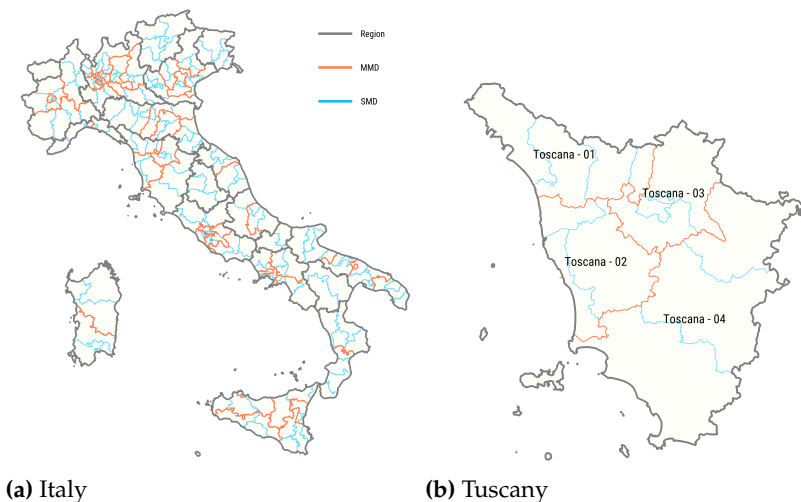 Region
MMD
SMD
Toscana - 01
Toscana - 03
Toscana - 02
Toscana - 04
(a) Italy
(b) Tuscany